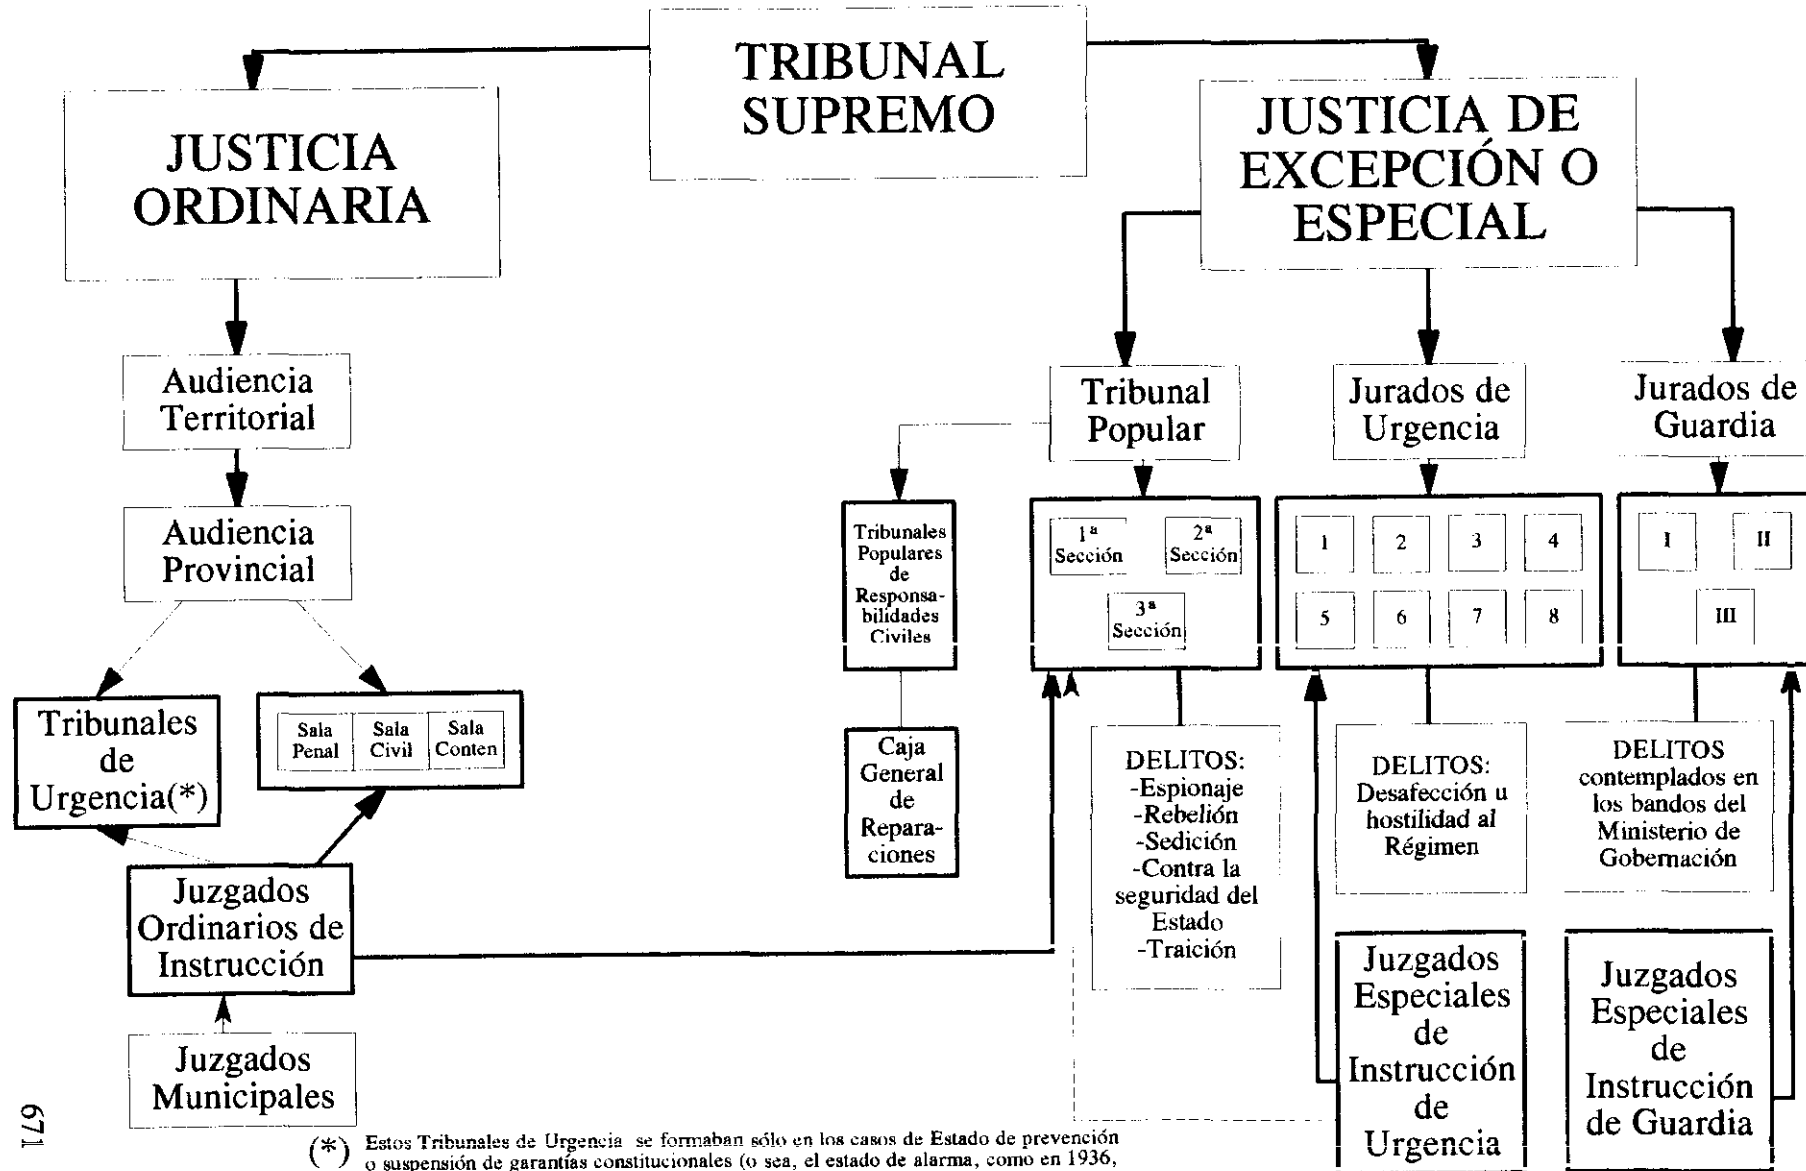 TRIBUNAL
SUPREMO
JUSTICIA
ORDINARIA
JUSTICIA DE
EXCEPCIÓN O
ESPECIAL
Audiencia
Territorial
Audiencia
Provincial
Tribunales
de
Urgencia(*)
Sala
Penal
Sala
Civil
Sala
Conten
Juzgados
Ordinarios de
Instrucción
Juzgados
Municipales
Tribunal
Popular
Jurados de
Urgencia
Jurados de
Guardia
Tribunales
Populares
de
Responsa-
bilidades
Civiles
Caja
General
de
Repara-
ciones
1ª
Sección
2ª
Sección
3ª
Sección
1
2
3
4
5
6
7
8
I
II
III
DELITOS:
-Espionaje
-Rebelión
-Sedición
-Contra la
seguridad del
Estado
-Traición
DELITOS:
Desafección u
hostilidad al
Régimen
DELITOS
contemplados en
los bandos del
Ministerio de
Gobernación
Juzgados
Especiales
de
Instrucción
de
Urgencia
Juzgados
Especiales
de
Instrucción
de Guardia
671
(*) Estos Tribunales de Urgencia se formaban sólo en los casos de Estado de prevención
o suspensión de garantías constitucionales (o sea, el estado de alarma, como en 1936,